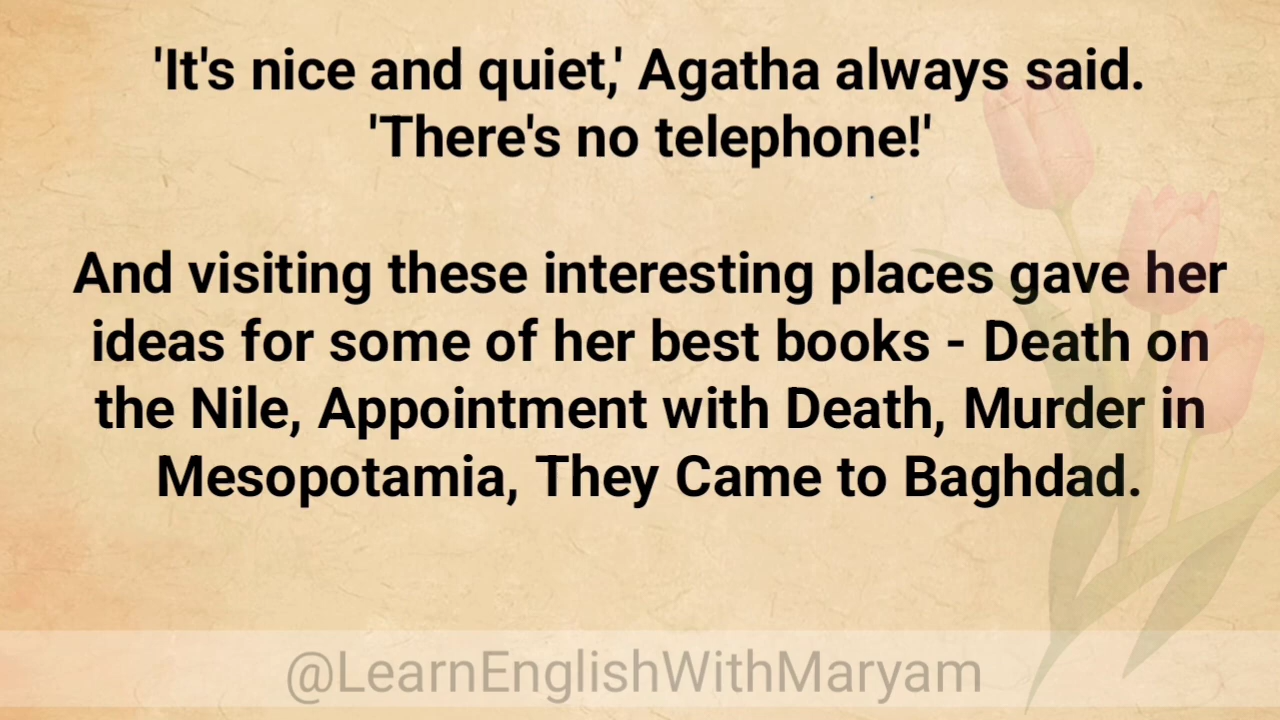 'It's nice and quiet,' Agatha always said.
'There's no telephone!'
And visiting these interesting places gave her
ideas for some of her best books - Death on
the Nile, Appointment with Death, Murder in
Mesopotamia, They Came to Baghdad.
@LearnEnglishWithMaryam